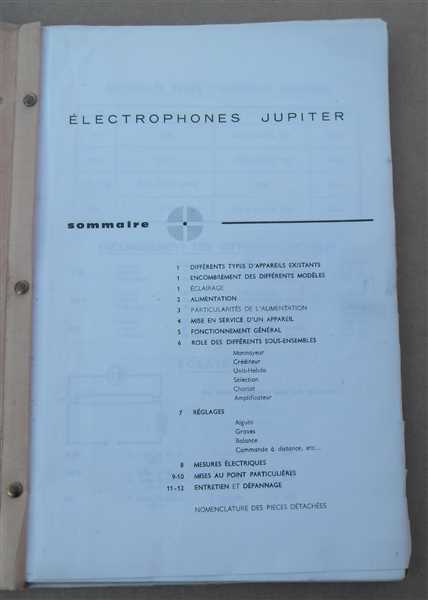 ÉLECTROPHONES JUPITER
sommaire
1 DIFFÉRENTS TYPES D'APPAREILS EXISTANTS
1 ENCOMBREMENT DES DIFFÉRENTS MODÈLES
1 ÉCLAIRAGE
2 ALIMENTATION
3 PARTICULARITÉS DE L'ALIMENTATION
4 MISE EN SERVICE D'UN APPAREIL
5 FONCTIONNEMENT GÉNÉRAL
6 ROLE DES DIFFÉRENTS SOUS-ENSEMBLES
Monnayeur
Créditeur
Unit-Hebdo
Sélection
Chariot
Amplificateur
7 RÉGLAGES
Aiguës
Graves
Balance
Commande à distance, etc...
8 MESURES ÉLECTRIQUES
9-10 MISES AU POINT PARTICULIÈRES
11-12 ENTRETIEN ET DÉPANNAGE
NOMENCLATURE DES PIECES DÉTACHÉES